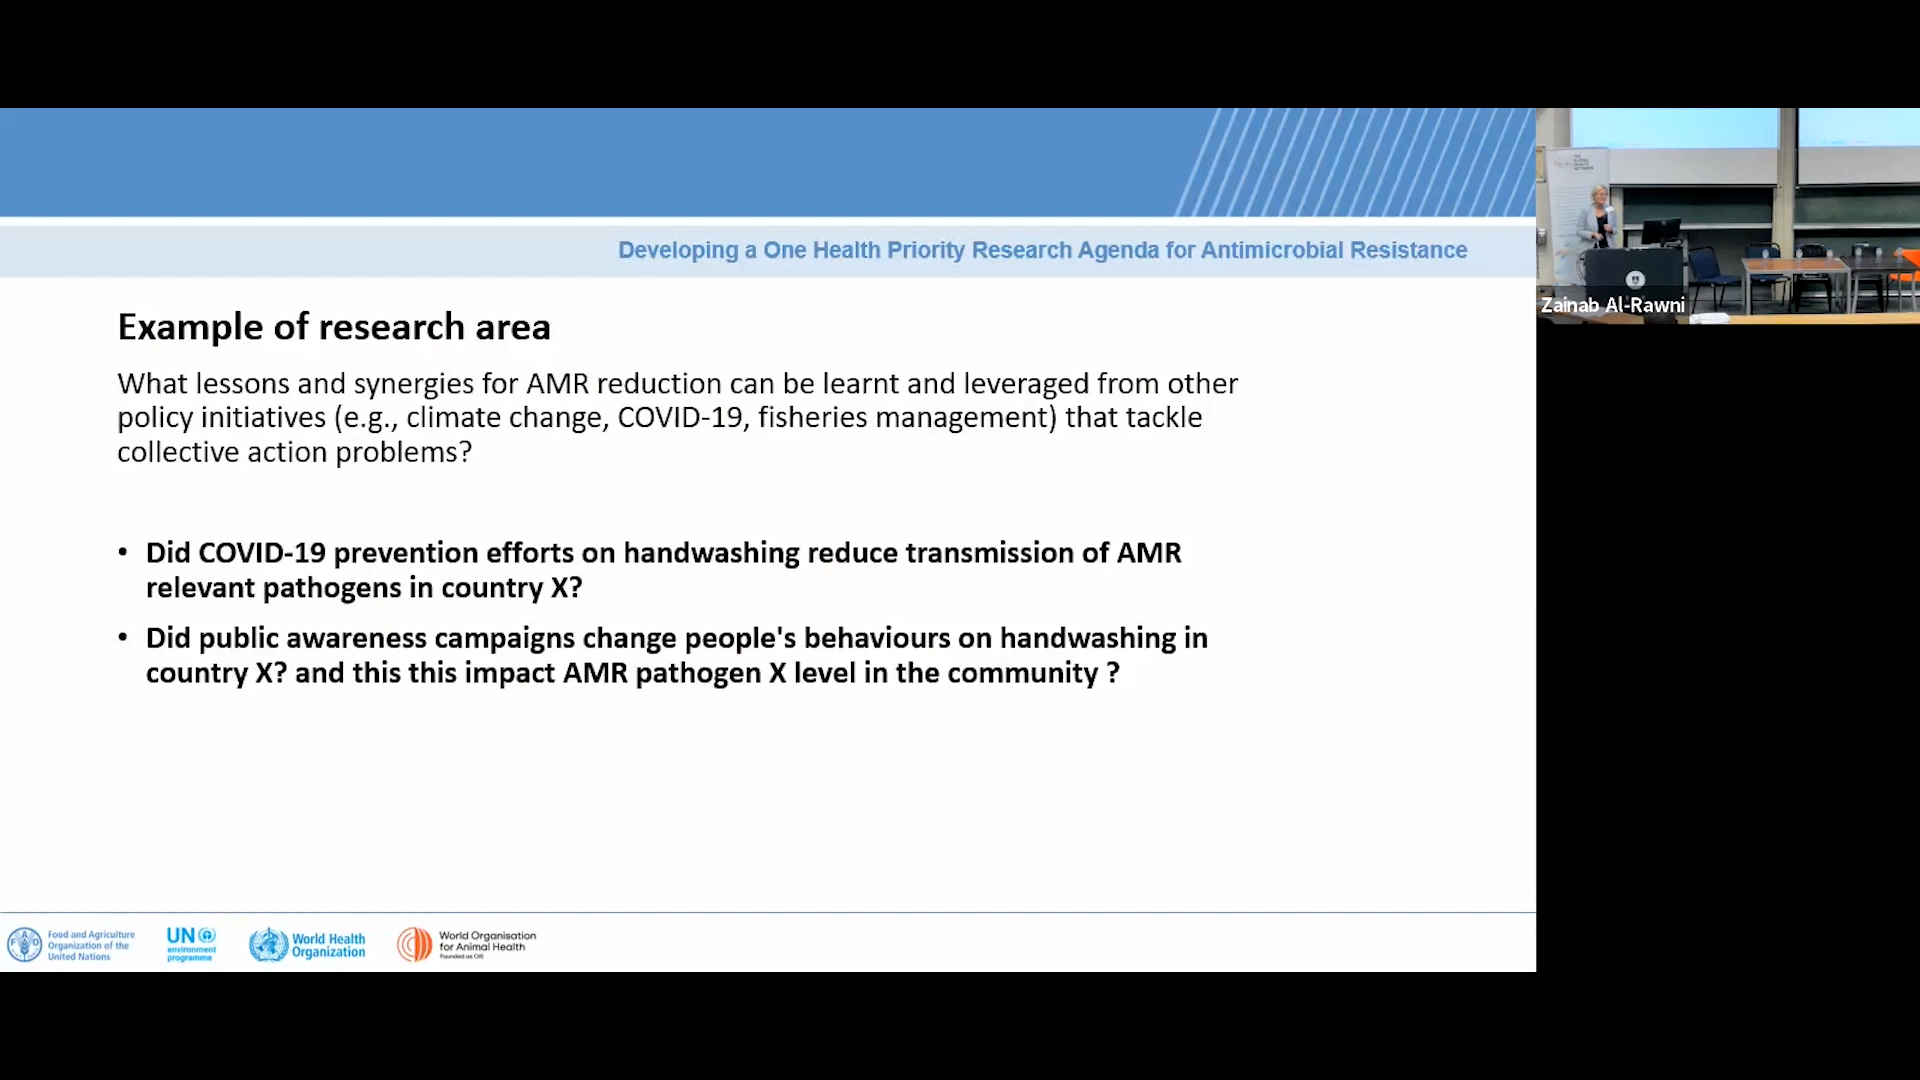 Developing a One Health Priority Research Agenda for Antimicrobial Resistance
Example of research area
What lessons and synergies for AMR reduction can be learnt and leveraged from other
policy initiatives (e.g., climate change, COVID-19, fisheries management) that tackle
collective action problems?
• Did COVID-19 prevention efforts on handwashing reduce transmission of AMR
relevant pathogens in country X?
• Did public awareness campaigns change people's behaviours on handwashing in
country X? and this this impact AMR pathogen X level in the community ?
Food and Agriculture
Organization of the
United Nations
UN
environment
programme
World Health
Organization
World Organisation
for Animal Health
Founded as OIE
Zainab Al-Rawni